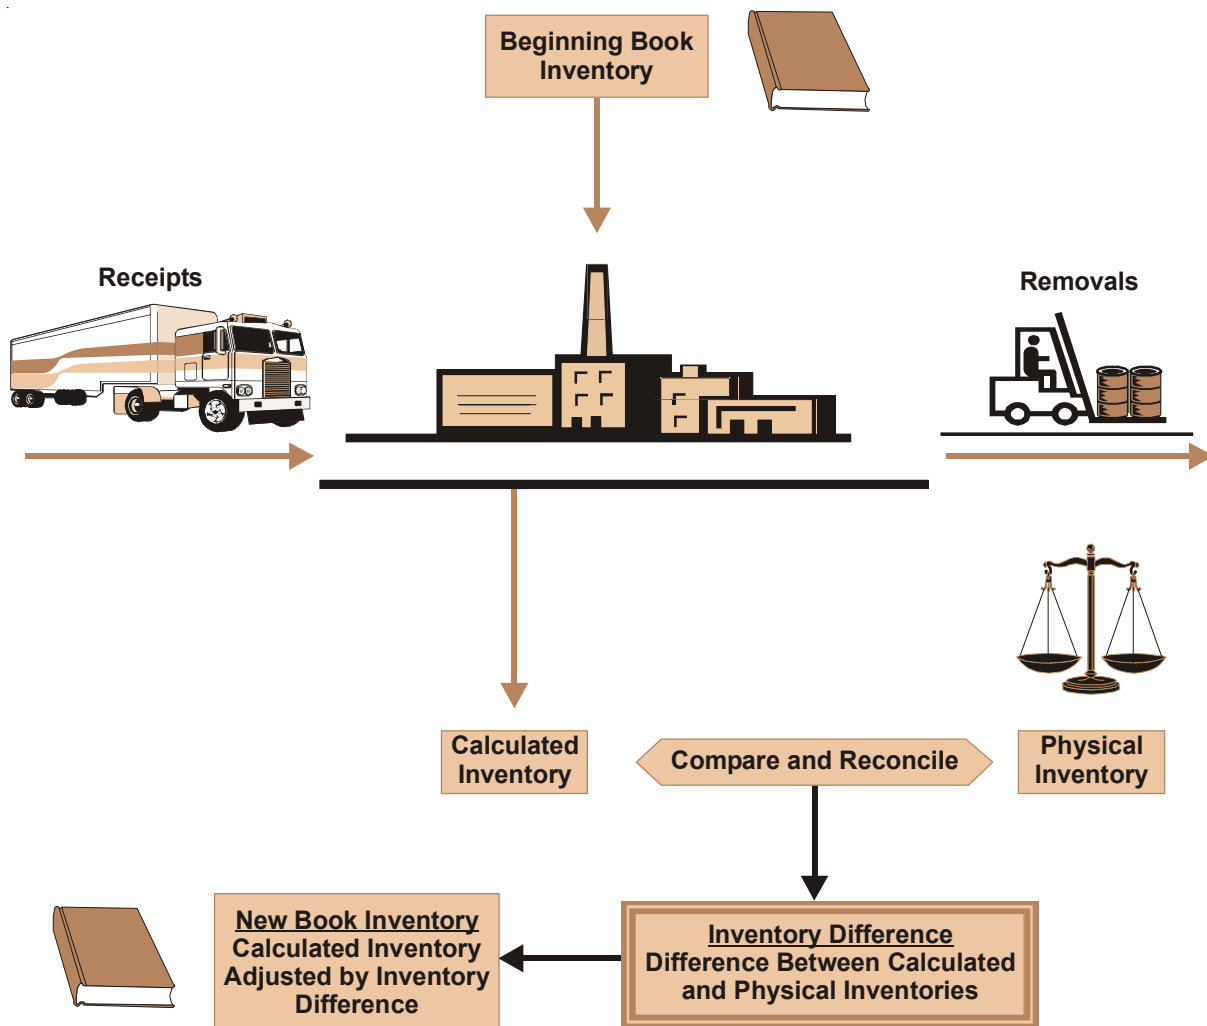 Beginning Book
Inventory
Receipts
Removals
Calculated
Inventory
Compare and Reconcile
Physical
Inventory
New Book Inventory
Calculated Inventory
Adjusted by Inventory
Difference
Inventory Difference
Difference Between Calculated
and Physical Inventories